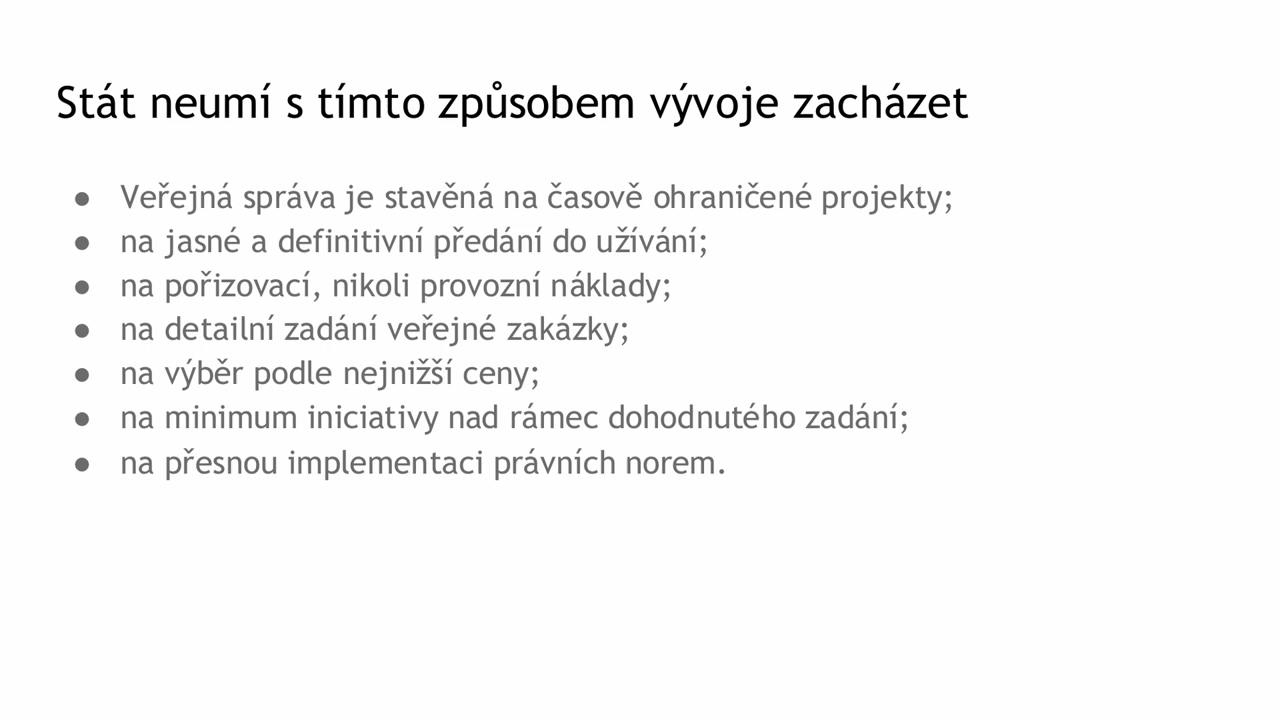 Stát neumí s tímto způsobem vývoje zacházet
● Veřejná správa je stavěná na časově ohraničené projekty;
● na jasné a definitivní předání do užívání;
● na pořizovací, nikoli provozní náklady;
● na detailní zadání veřejné zakázky;
● na výběr podle nejnižší ceny;
● na minimum iniciativy nad rámec dohodnutého zadání;
● na přesnou implementaci právních norem.